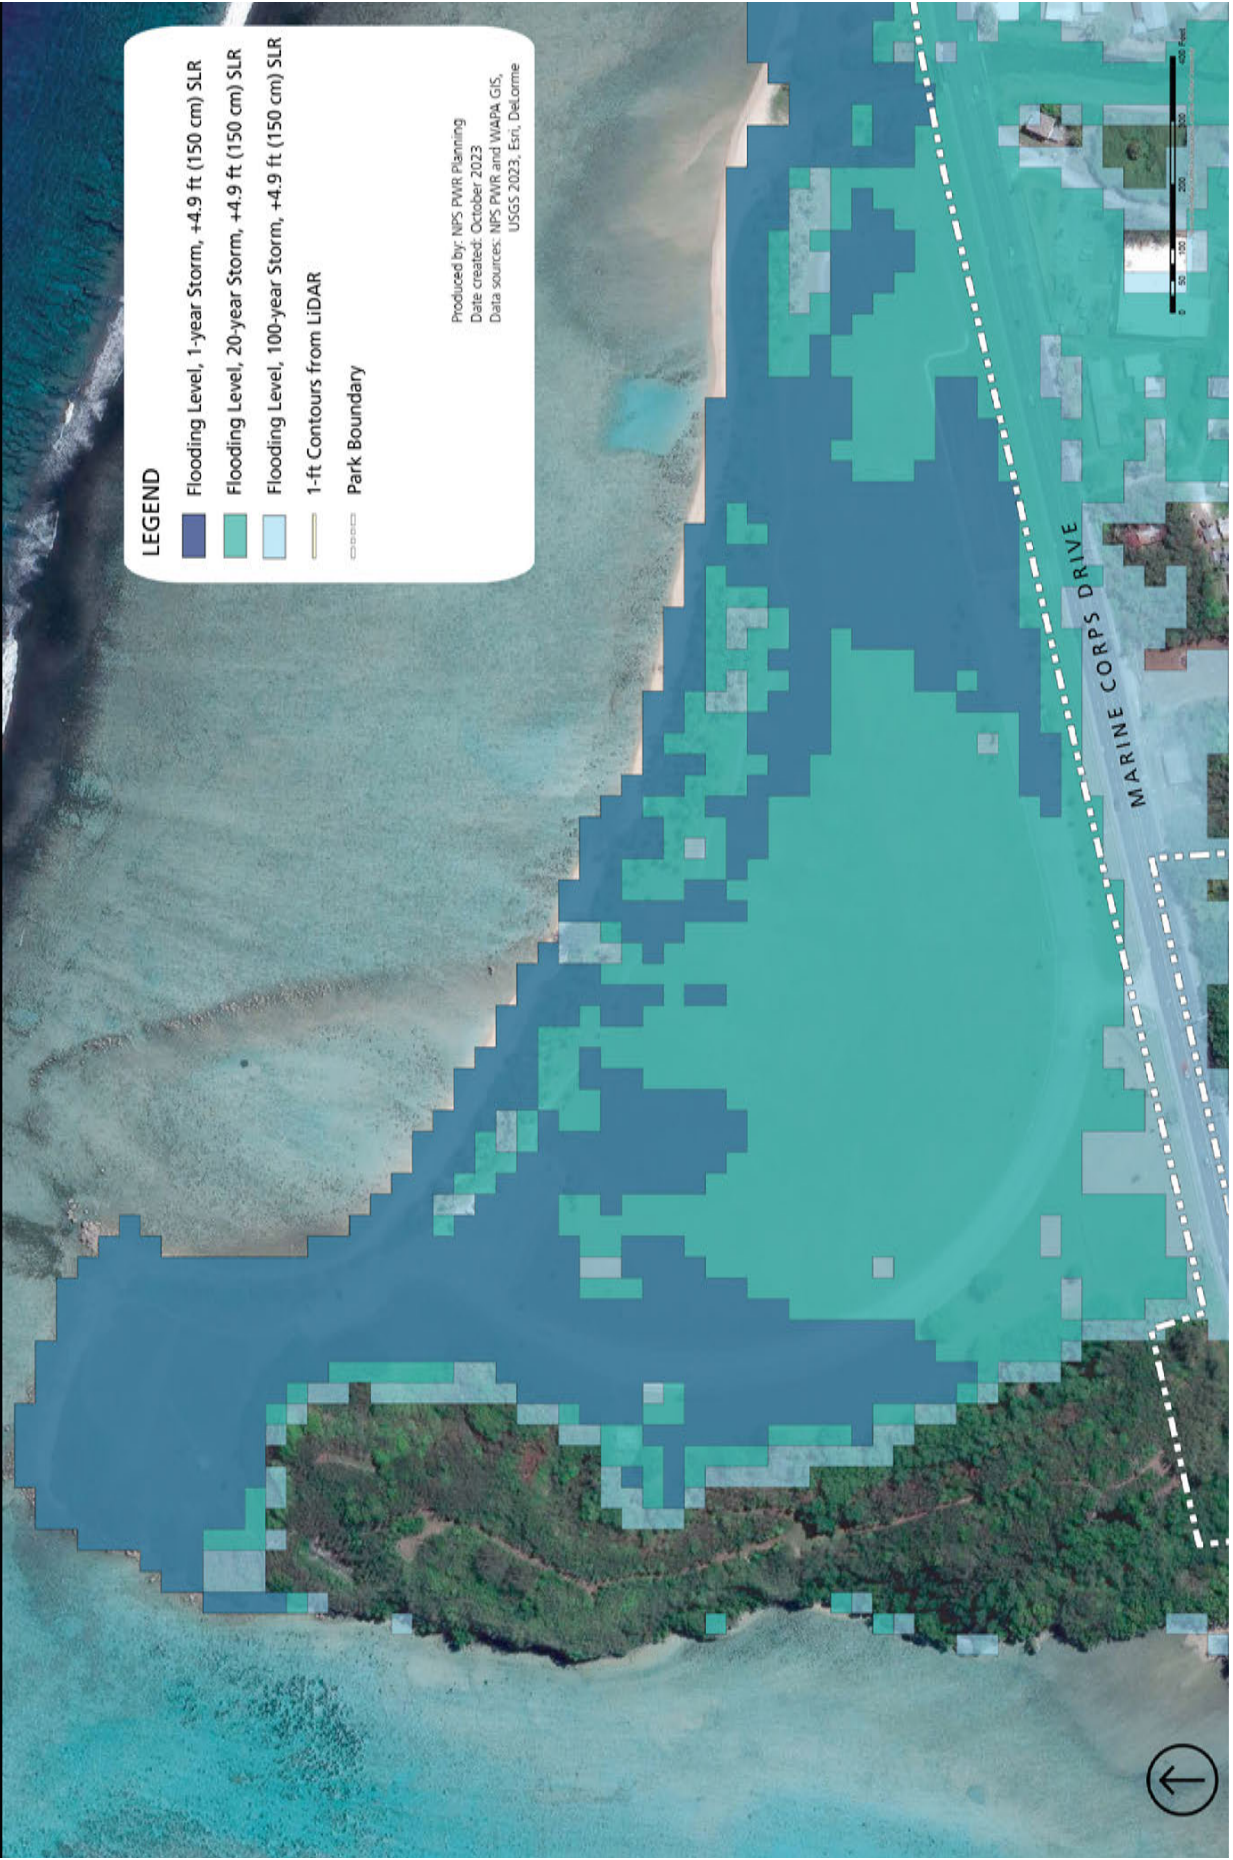 LEGEND
Flooding Level, 1-year Storm, +4.9 ft (150 cm) SLR
Flooding Level, 20-year Storm, +4.9 ft (150 cm) SLR
Flooding Level, 100-year Storm, +4.9 ft (150 cm) SLR
1-ft Contours from LiDAR
Park Boundary
Produced by: NPS PWR Planning
Date created: October 2023
Data sources: NPS PWR and WAPA GIS,
USGS 2023, Esri, DeLorme
MARINE CORPS DRIVE
0 50 100 200 300 400 Feet